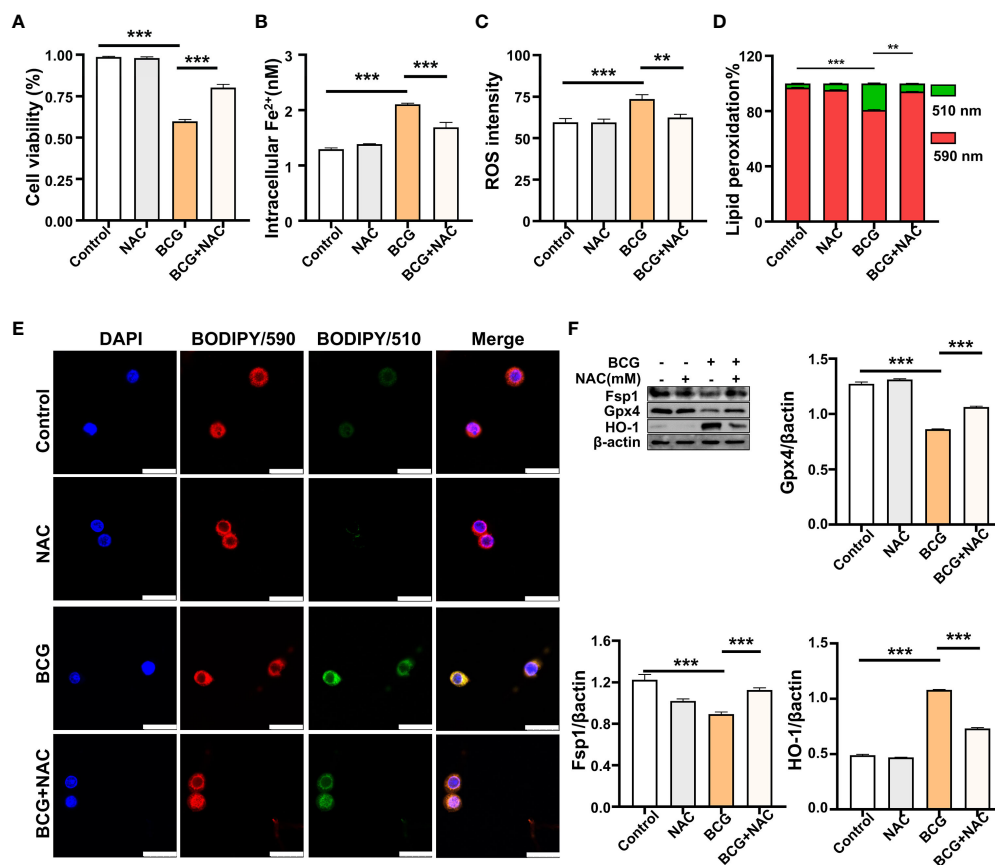 A
Cell viability (%)
1.00
0.75
0.50
0.25
0.00
***
***
Control
NAC
BCG
BCG+NAC
B
Intracellular Fe²⁺(nM)
3
2
1
0
***
***
Control
NAC
BCG
BCG+NAC
C
ROS intensity
100
75
50
25
0
***
**
Control
NAC
BCG
BCG+NAC
D
Lipid peroxidation%
120
80
40
0
***
**
510 nm
590 nm
Control
NAC
BCG
BCG+NAC
E
DAPI BODIPY/590 BODIPY/510 Merge
Control
NAC
BCG
BCG+NAC
F
BCG - - + +
NAC(mM) - + - +
Fsp1
Gpx4
HO-1
β-actin
Gpx4/βactin
1.5
1.0
0.5
0.0
***
***
Control
NAC
BCG
BCG+NAC
Fsp1/βactin
1.6
1.2
0.8
0.4
0.0
***
***
Control
NAC
BCG
BCG+NAC
HO-1/βactin
1.5
1.0
0.5
0.0
***
***
Control
NAC
BCG
BCG+NAC